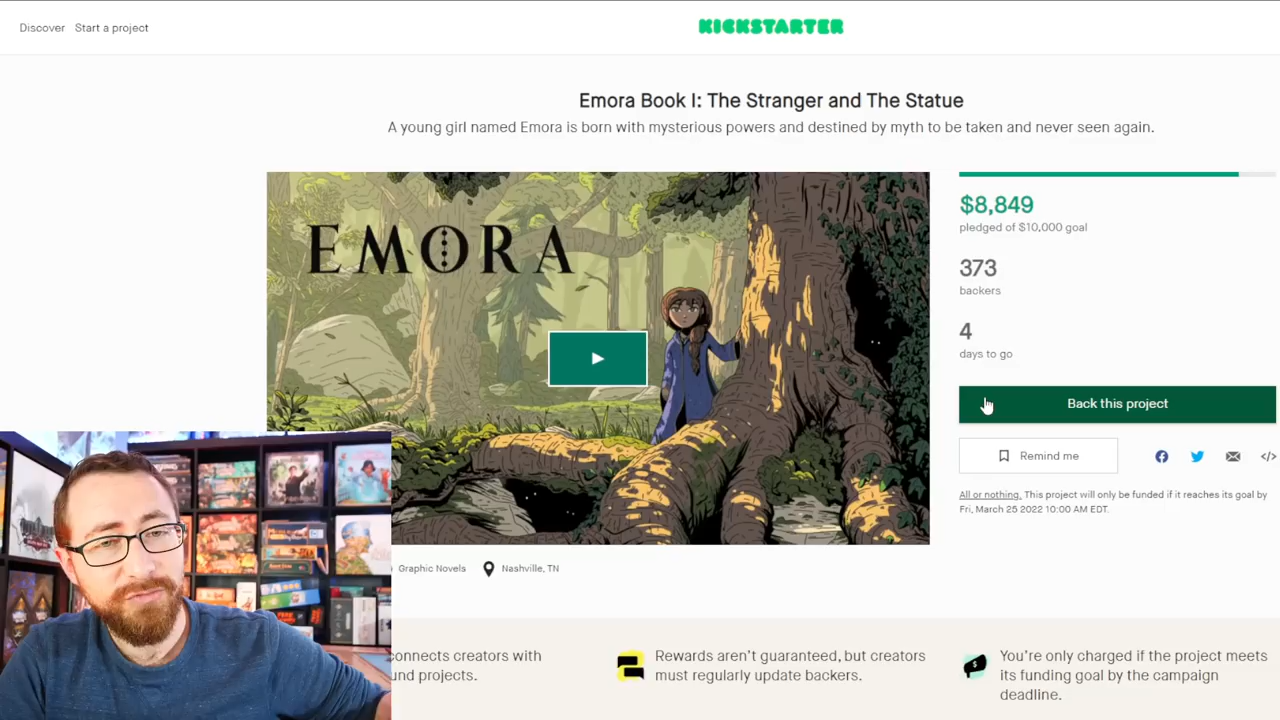 Discover Start a project
KICKSTARTER
Emora Book I: The Stranger and The Statue
A young girl named Emora is born with mysterious powers and destined by myth to be taken and never seen again.
EMORA
$8,849
pledged of $10,000 goal
373
backers
4
days to go
Back this project
Remind me
All or nothing. This project will only be funded if it reaches its goal by
Fri, March 25 2022 10:00 AM EDT.
Graphic Novels Nashville, TN
connects creators with
und projects.
Rewards aren't guaranteed, but creators
must regularly update backers.
You're only charged if the project meets
its funding goal by the campaign
deadline.